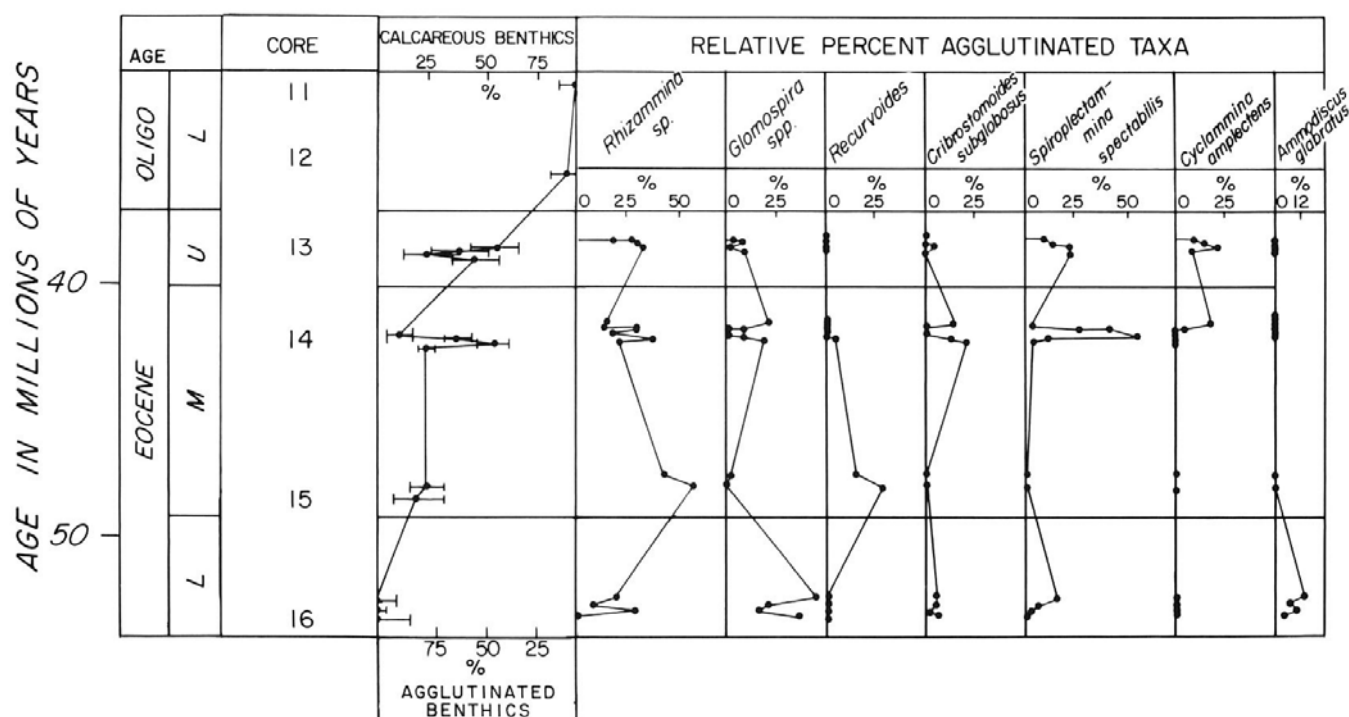 AGE IN MILLIONS OF YEARS
40
50
AGE
CORE
CALCAREOUS BENTHICS
25 50 75
%
RELATIVE PERCENT AGGLUTINATED TAXA
OLIGO
L
EOCENE
U
M
L
11
12
13
14
15
16
Rhizammina
sp.
Glomospira
spp.
Recurvoides
Cribrostomoides
subglobosus
Spiroplectam-
mina
spectabilis
Cyclammina
amplectens
Ammodiscus
glabratus
% % % % % % %
0 25 50
0 25
0 25
0 25
0 25 50
0 25
0 12
75 50 25
%
AGGLUTINATED
BENTHICS